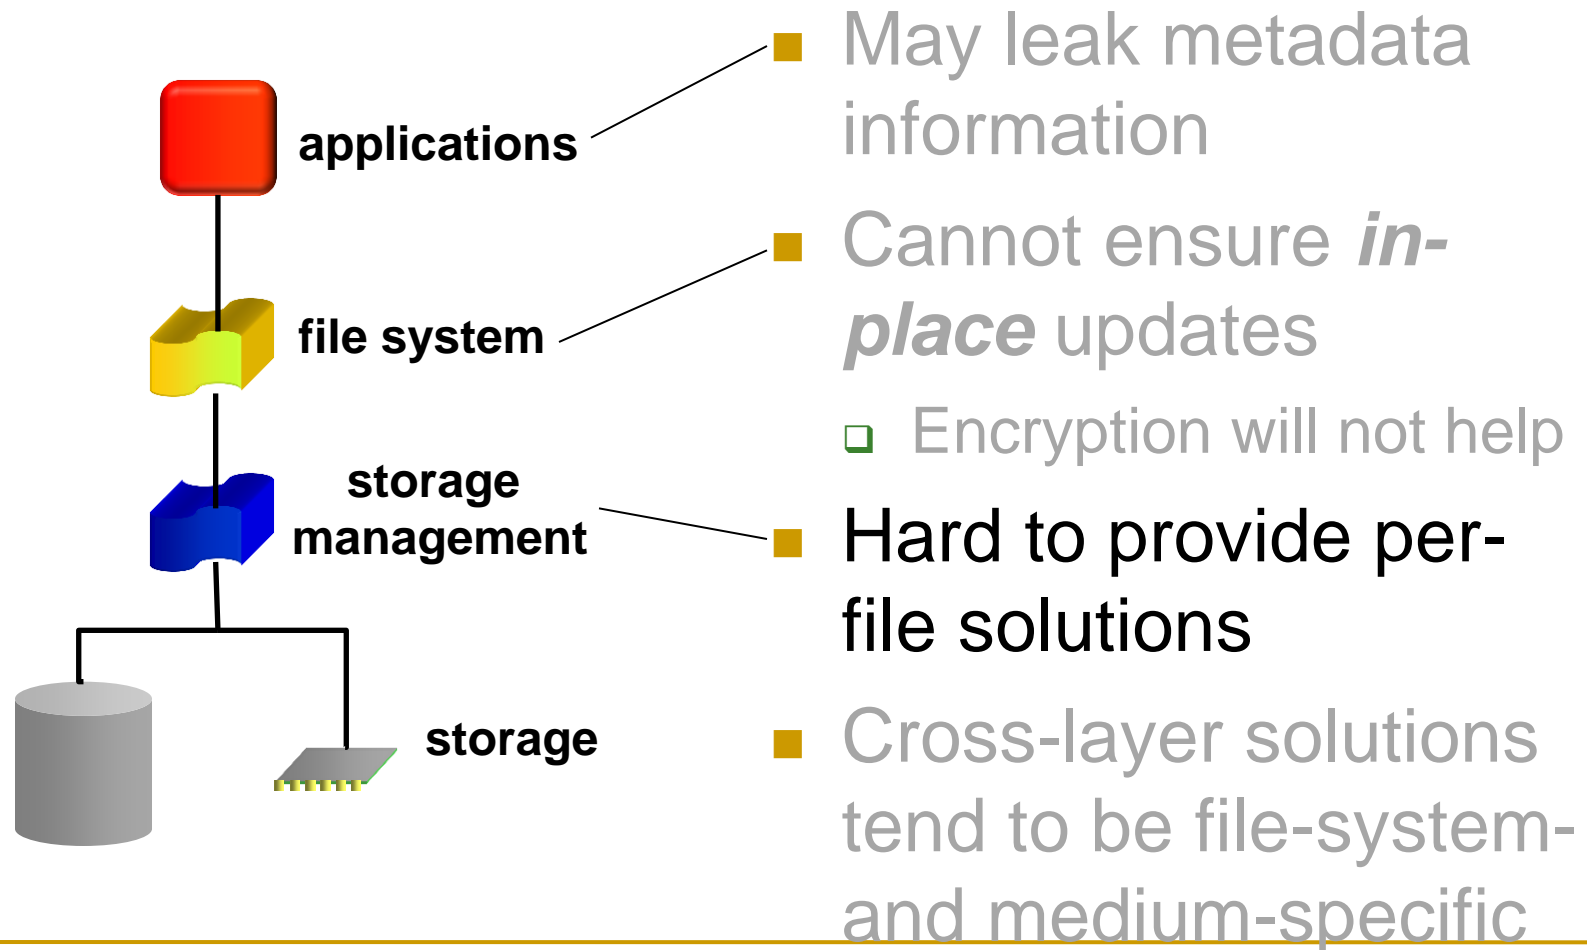 applications
file system
storage
management
storage
May leak metadata
information
Cannot ensure in-
place updates
Encryption will not help
Hard to provide per-
file solutions
Cross-layer solutions
tend to be file-system-
and medium-specific